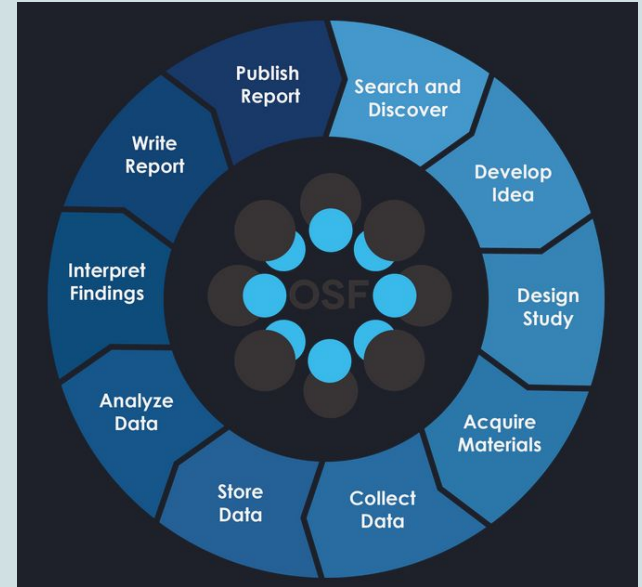 Search and
Discover
Develop
Idea
Design
Study
Acquire
Materials
Collect
Data
Store
Data
Analyze
Data
Interpret
Findings
Write
Report
Publish
Report
OSF